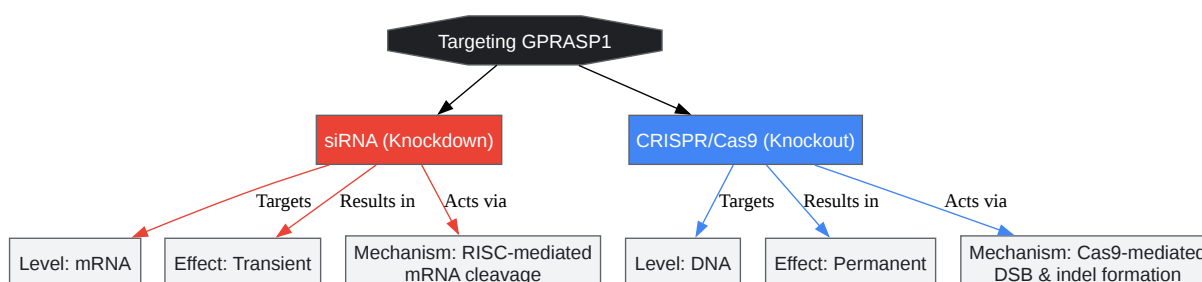 Targeting GPRASP1
siRNA (Knockdown)
CRISPR/Cas9 (Knockout)
Targets
Results in
Acts via
Targets
Results in
Acts via
Level: mRNA
Effect: Transient
Mechanism: RISC-mediated
mRNA cleavage
Level: DNA
Effect: Permanent
Mechanism: Cas9-mediated
DSB & indel formation